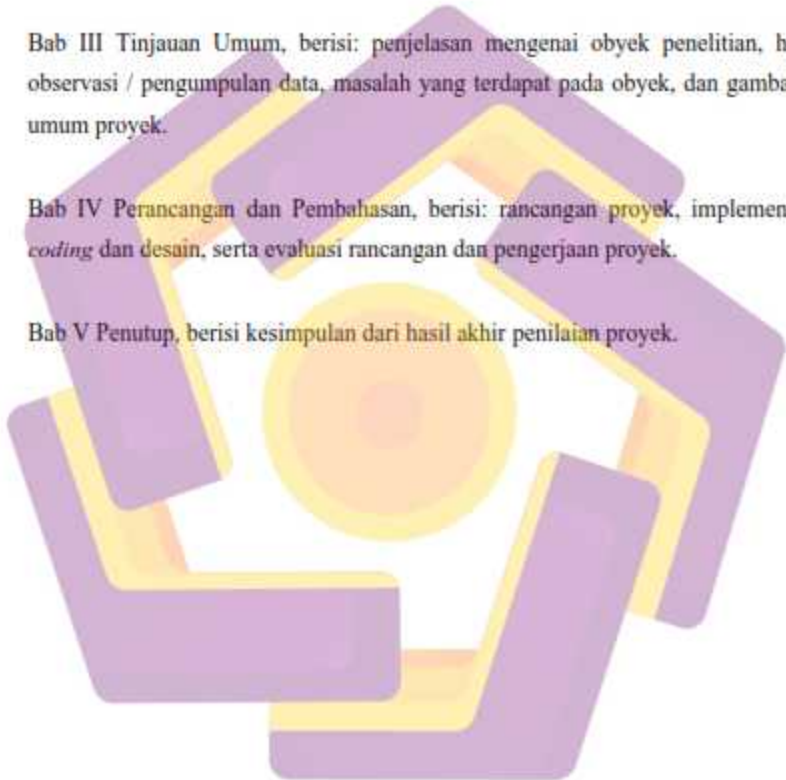 Bab III Tinjauan Umum, berisi: penjelasan mengenai obyek penelitian, h
observasi / pengumpulan data, masalah yang terdapat pada obyek, dan gamba
umum proyek.
Bab IV Perancangan dan Pembahasan, berisi: rancangan proyek, implemen
coding dan desain, serta evaluasi rancangan dan pengerjaan proyek.
Bab V Penutup, berisi kesimpulan dari hasil akhir penilaian proyek.